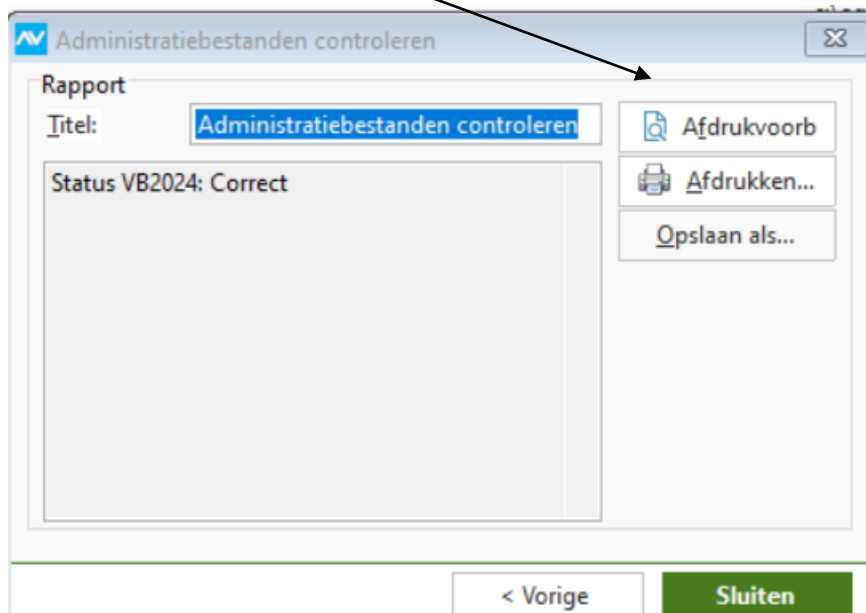 Administratiebestanden controleren
Rapport
Titel: Administratiebestanden controleren
Afdrukvoorb
Status VB2024: Correct
Afdrukken...
Opslaan als...
< Vorige
Sluiten